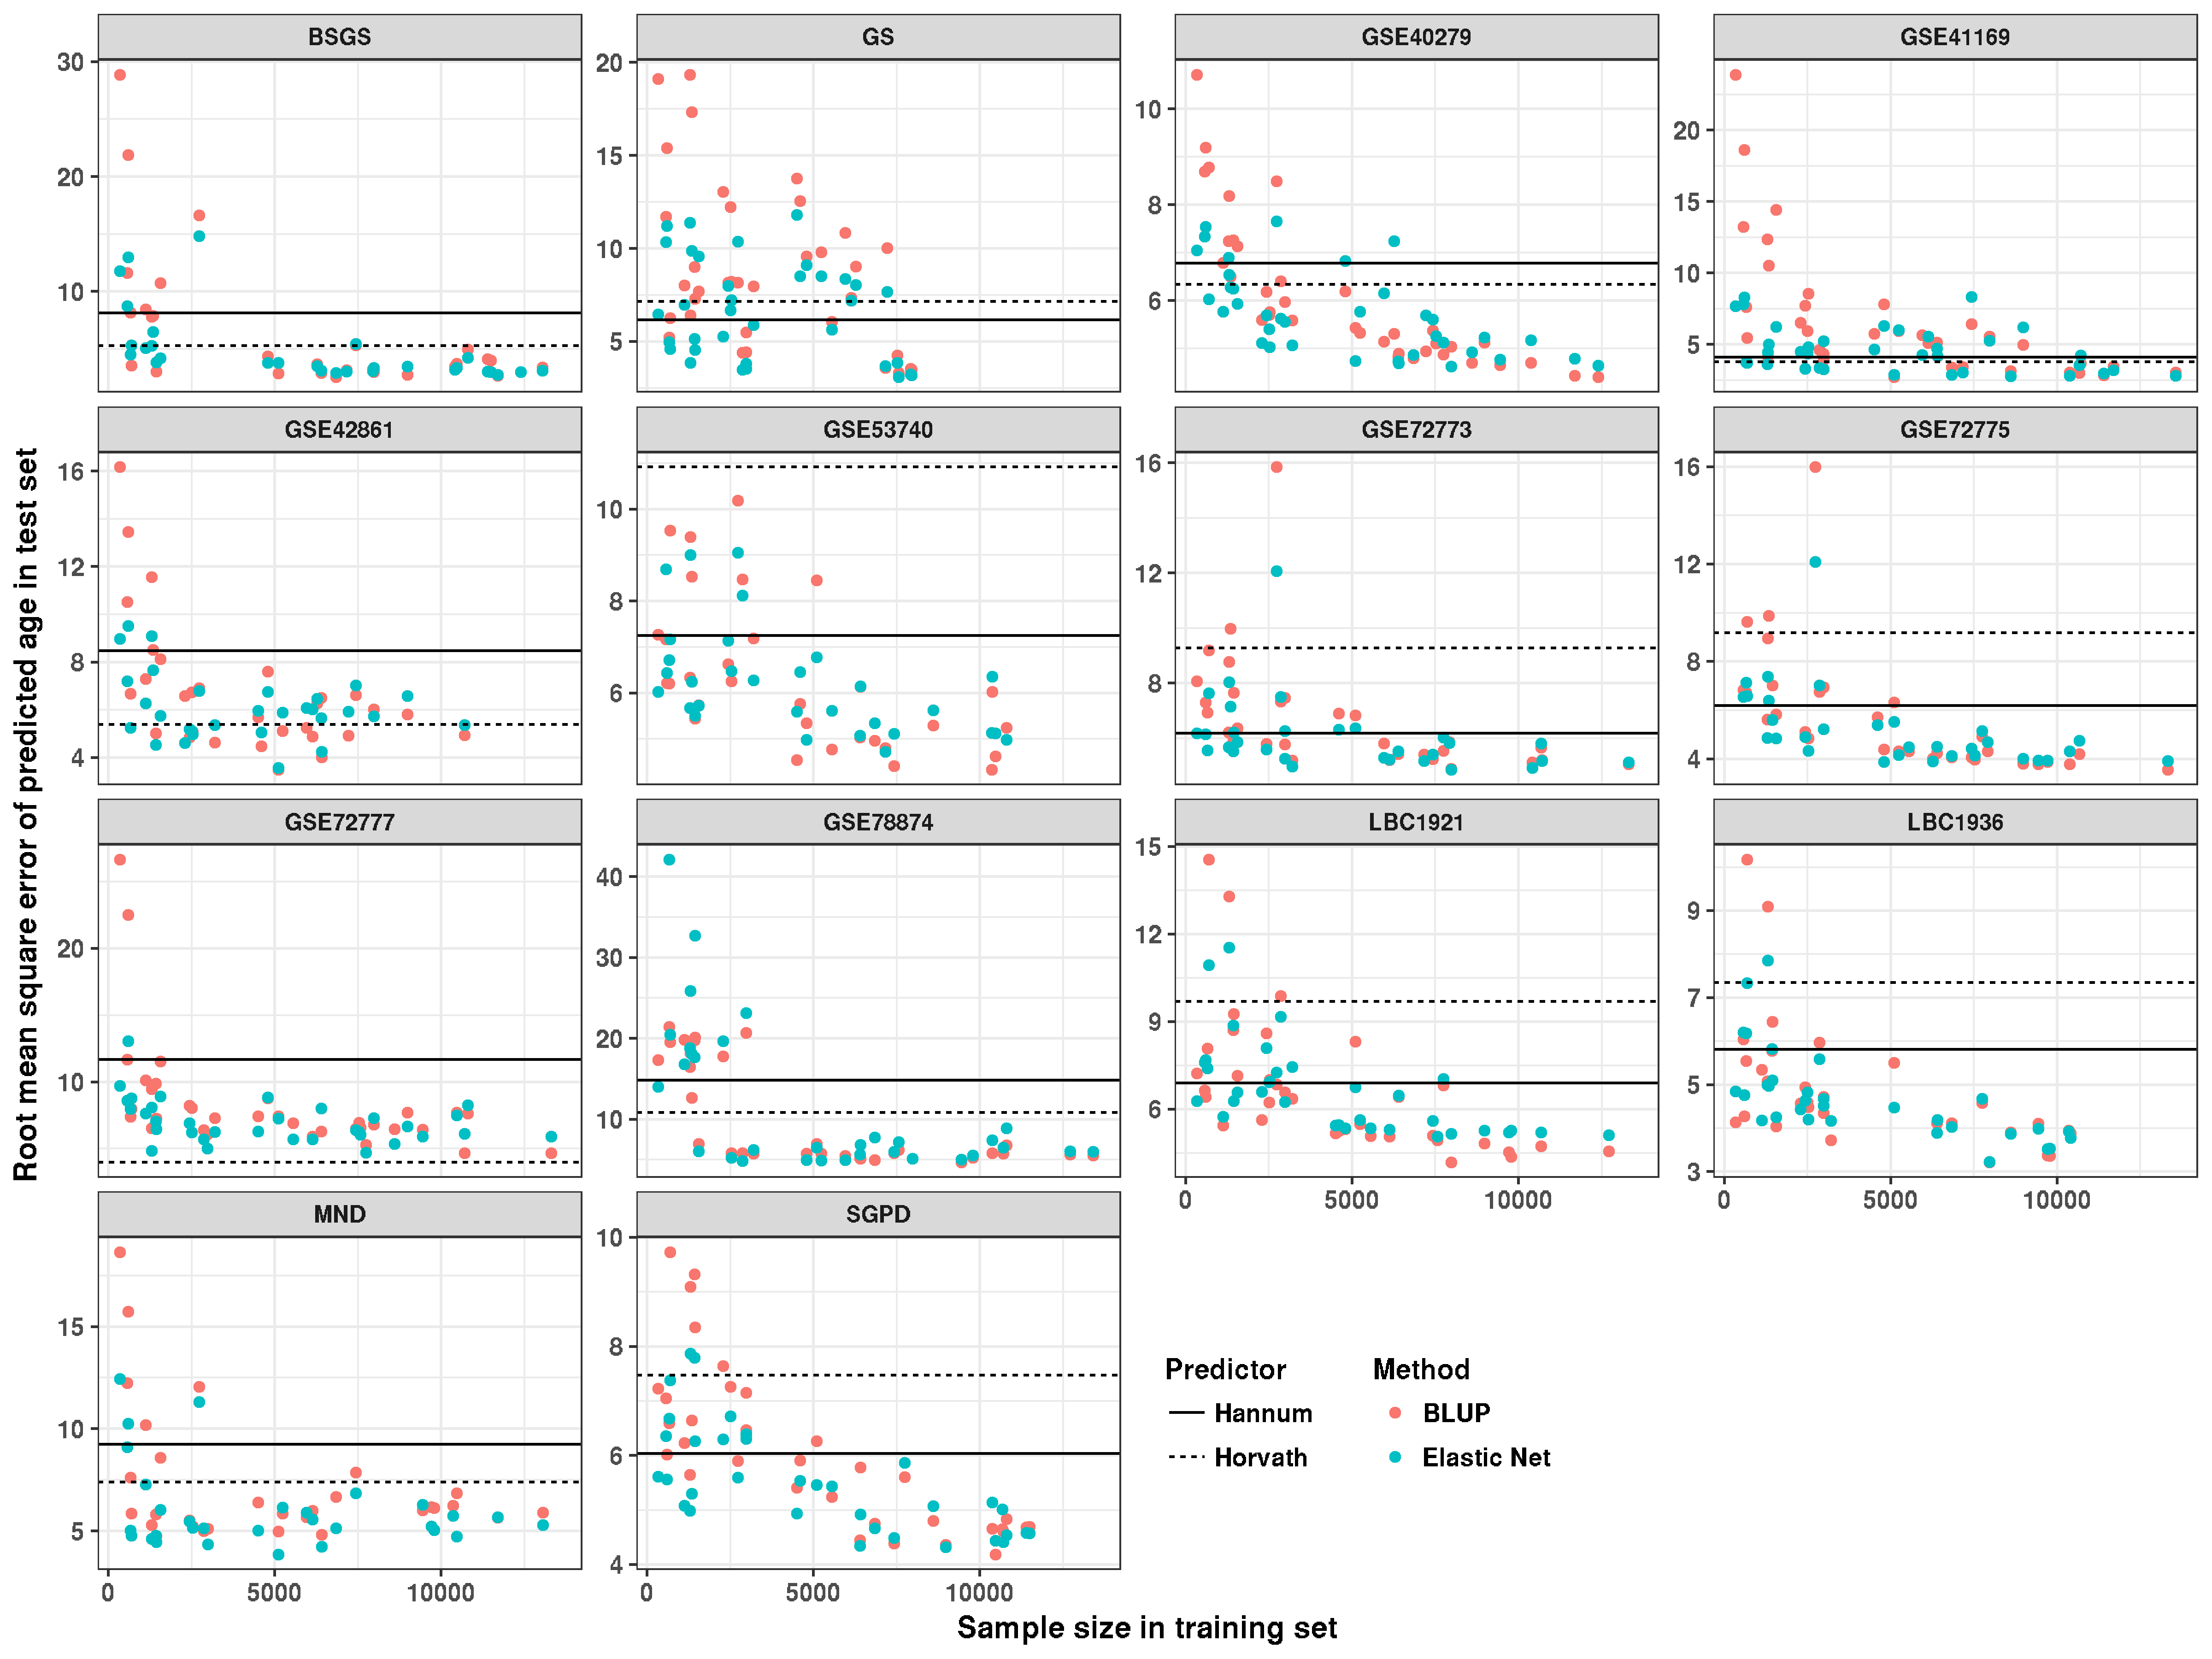 BSGS
GS
GSE40279
GSE41169
30
20
10
20
15
10
5
10
8
6
20
15
10
5
GSE42861
GSE53740
GSE72773
GSE72775
16
12
8
4
10
8
6
16
12
8
16
12
8
4
GSE72777
GSE78874
LBC1921
LBC1936
20
10
40
30
20
10
15
12
9
6
9
7
5
3
0 5000 10000
0 5000 10000
MND
SGPD
15
10
5
10
8
6
4
0 5000 10000
0 5000 10000
Predictor
Hannum
Horvath
Method
BLUP
Elastic Net
Root mean square error of predicted age in test set
Sample size in training set